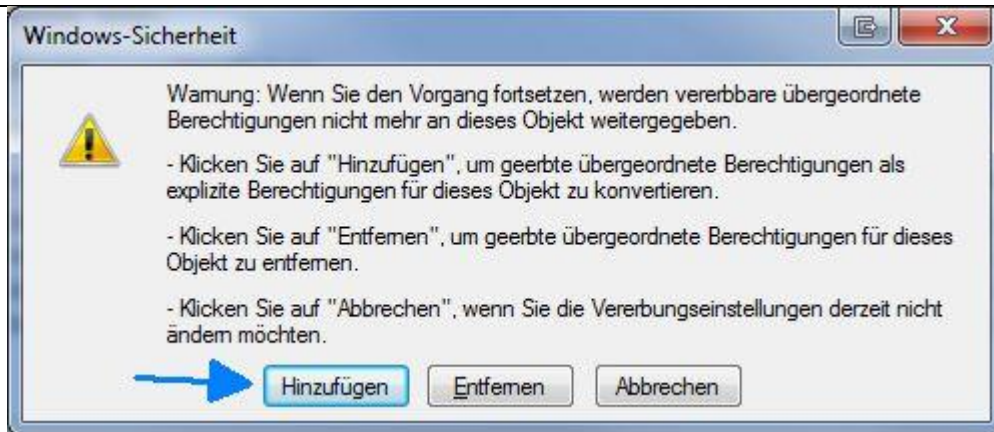 Windows-Sicherheit
Warnung: Wenn Sie den Vorgang fortsetzen, werden vererbbare übergeordnete
Berechtigungen nicht mehr an dieses Objekt weitergegeben.
- Klicken Sie auf "Hinzufügen", um geerbte übergeordnete Berechtigungen als
explizite Berechtigungen für dieses Objekt zu konvertieren.
- Klicken Sie auf "Entfernen", um geerbte übergeordnete Berechtigungen für dieses
Objekt zu entfernen.
- Klicken Sie auf "Abbrechen", wenn Sie die Vererbungseinstellungen derzeit nicht
ändern möchten.
Hinzufügen Entfernen Abbrechen